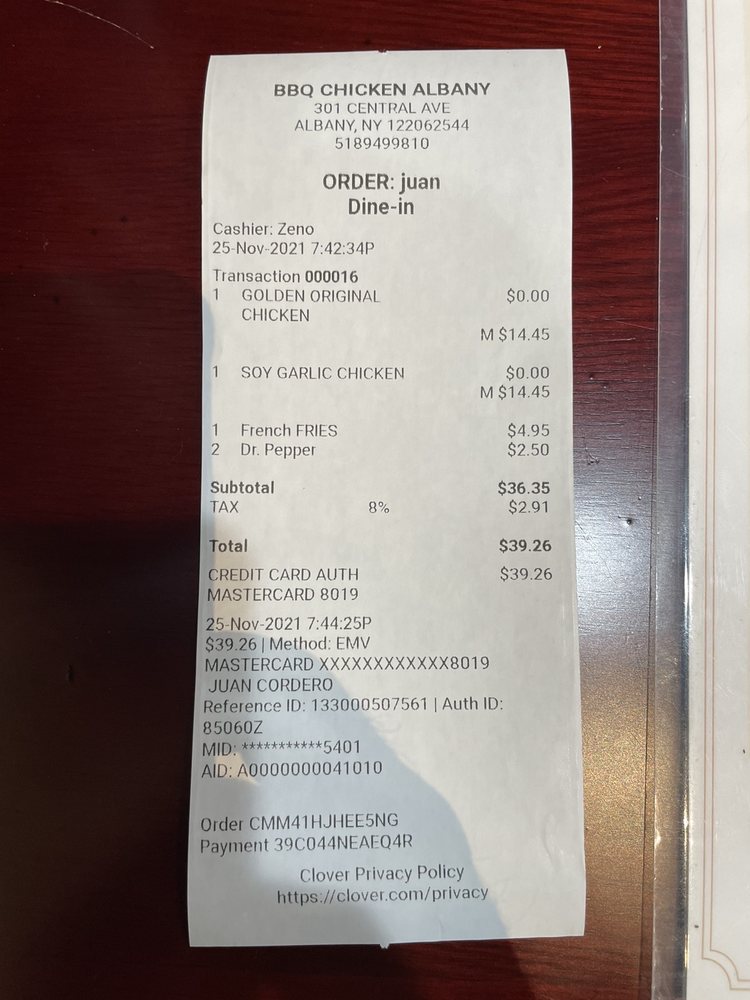 BBQ CHICKEN ALBANY
301 CENTRAL AVE
ALBANY, NY 122062544
5189499810
ORDER: juan
Dine-in
Cashier: Zeno
25-Nov-2021 7:42:34P
Transaction 000016
1 GOLDEN ORIGINAL $0.00
CHICKEN
M $14.45
1 SOY GARLIC CHICKEN $0.00
M $14.45
1 French FRIES $4.95
2 Dr. Pepper $2.50
Subtotal $36.35
TAX 8% $2.91
Total $39.26
CREDIT CARD AUTH $39.26
MASTERCARD 8019
25-Nov-2021 7:44:25P
$39.26 | Method: EMV
MASTERCARD XXXXXXXXXXXX8019
JUAN CORDERO
Reference ID: 133000507561 | Auth ID:
85060Z
MID: ***********5401
AID: A0000000041010
Order CMM41HJHEE5NG
Payment 39C044NEAEQ4R
Clover Privacy Policy
https://clover.com/privacy